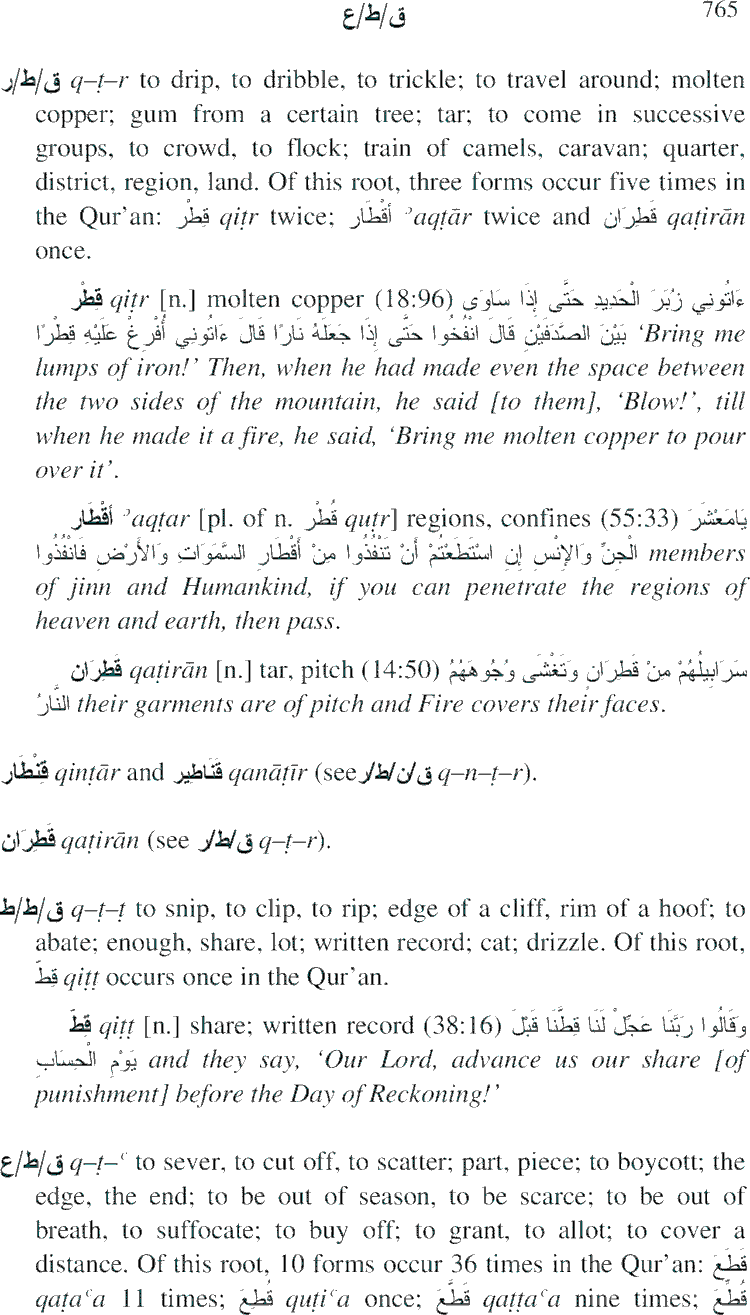 ق/ط/ع 765
ق/ط/ر q–ṭ–r to drip, to dribble, to trickle; to travel around; molten
copper; gum from a certain tree; tar; to come in successive
groups, to crowd, to flock; train of camels, caravan; quarter,
district, region, land. Of this root, three forms occur five times in
the Qur’an: قِطْر qiṭr twice; أَقْطَار ʾaqṭār twice and قَطِرَان qaṭirān
once.
قِطْر qiṭr [n.] molten copper (18:96) ءَاتُونِي زُبَرَ الْحَدِيدِ حَتَّى إِذَا سَاوَى
بَيْنَ الصَّدَفَيْنِ قَالَ انْفُخُوا حَتَّى إِذَا جَعَلَهُ نَارًا قَالَ ءَاتُونِي أُفْرِغْ عَلَيْهِ قِطْرًا ‘Bring me
lumps of iron!’ Then, when he had made even the space between
the two sides of the mountain, he said [to them], ‘Blow!’, till
when he made it a fire, he said, ‘Bring me molten copper to pour
over it’.
أَقْطَار ʾaqṭar [pl. of n. قُطْر quṭr] regions, confines (55:33) يَامَعْشَرَ
الْجِنِّ وَالإِنْسِ إِنِ اسْتَطَعْتُمْ أَنْ تَنْفُذُوا مِنْ أَقْطَارِ السَّمَوَاتِ وَالأَرْضِ فَانْفُذُوا members
of jinn and Humankind, if you can penetrate the regions of
heaven and earth, then pass.
قَطِرَان qaṭirān [n.] tar, pitch (14:50) سَرَابِيلُهُمْ مِنْ قَطِرَانٍ وَتَغْشَى وُجُوهَهُمُ
النَّارُ their garments are of pitch and Fire covers their faces.
قِنْطَار qinṭār and قَنَاطِير qanāṭīr (see ق/ن/ط/ر q–n–ṭ–r).
قَطِرَان qaṭirān (see ق/ط/ر q–ṭ–r).
ق/ط/ط q–ṭ–ṭ to snip, to clip, to rip; edge of a cliff, rim of a hoof; to
abate; enough, share, lot; written record; cat; drizzle. Of this root,
قِطّ qiṭṭ occurs once in the Qur’an.
قِطّ qiṭṭ [n.] share; written record (38:16) وَقَالُوا رَبَّنَا عَجِّلْ لَنَا قِطَّنَا قَبْلَ
يَوْمِ الْحِسَابِ and they say, ‘Our Lord, advance us our share [of
punishment] before the Day of Reckoning!’
ق/ط/ع q–ṭ–ʿ to sever, to cut off, to scatter; part, piece; to boycott; the
edge, the end; to be out of season, to be scarce; to be out of
breath, to suffocate; to buy off; to grant, to allot; to cover a
distance. Of this root, 10 forms occur 36 times in the Qur’an: قَطَعَ
qaṭaʿa 11 times; قُطِعَ quṭiʿa once; قَطَّعَ qaṭṭaʿa nine times; قُطِّعَ